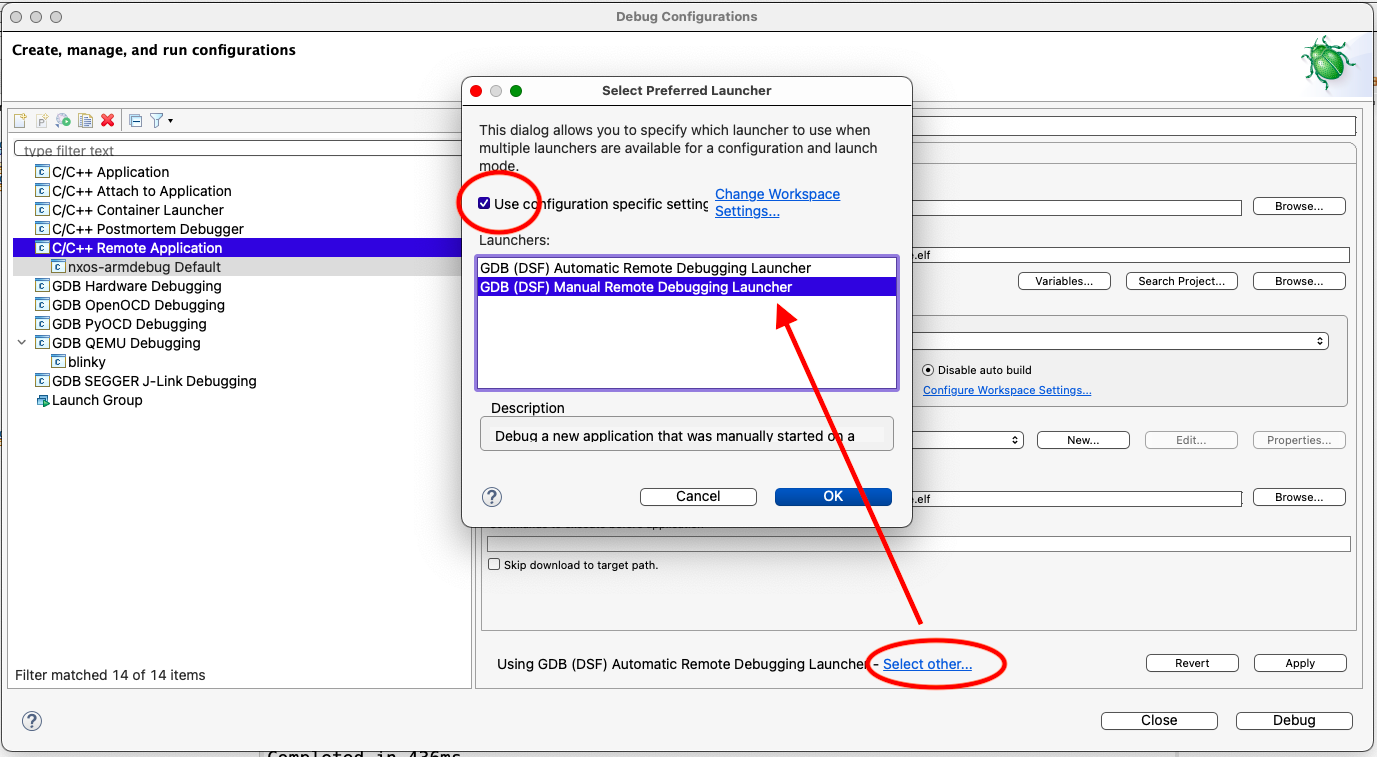 Debug Configurations
Create, manage, and run configurations
type filter text
C/C++ Application
C/C++ Attach to Application
C/C++ Container Launcher
C/C++ Postmortem Debugger
C/C++ Remote Application
nxos-armdebug Default
GDB Hardware Debugging
GDB OpenOCD Debugging
GDB PyOCD Debugging
GDB QEMU Debugging
blinky
GDB SEGGER J-Link Debugging
Launch Group
Filter matched 14 of 14 items
Select Preferred Launcher
This dialog allows you to specify which launcher to use when
multiple launchers are available for a configuration and launch
mode.
Use configuration specific setting
Change Workspace
Settings...
Launchers:
GDB (DSF) Automatic Remote Debugging Launcher
GDB (DSF) Manual Remote Debugging Launcher
Description
Debug a new application that was manually started on a
?
Cancel
OK
Browse...
.elf
Variables...
Search Project...
Browse...
Disable auto build
Configure Workspace Settings...
New...
Edit...
Properties...
.elf
Browse...
Skip download to target path.
Using GDB (DSF) Automatic Remote Debugging Launcher - Select other...
Revert
Apply
?
Close
Debug
Completed in 436ms